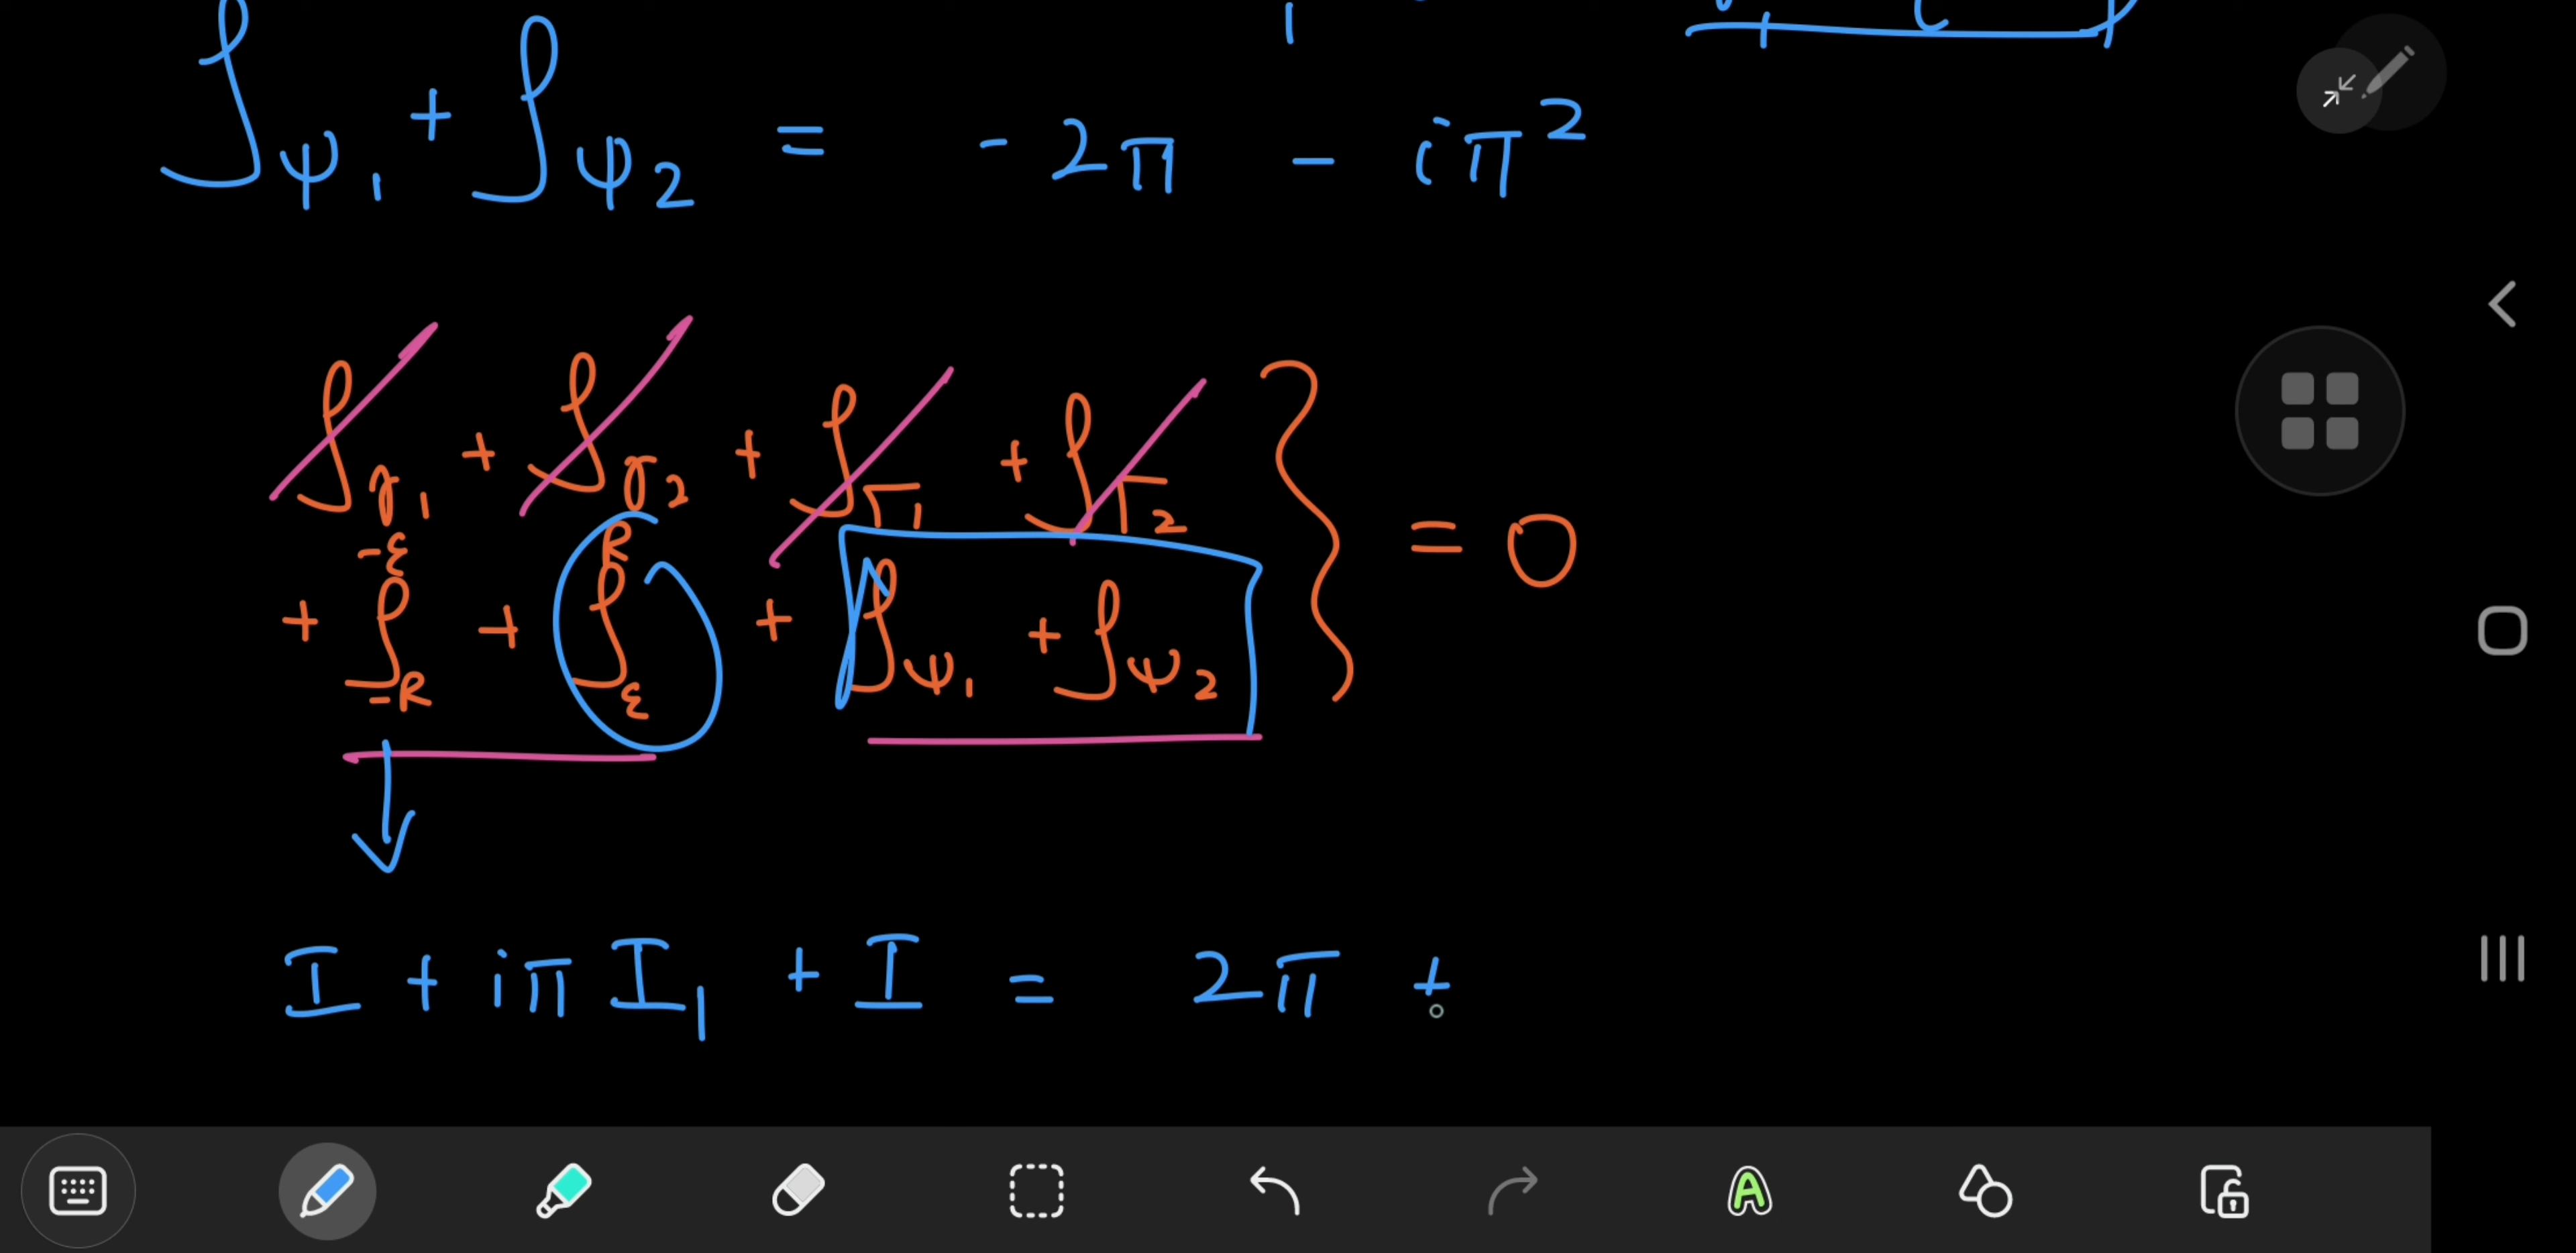 ∫ψ₁ + ∫ψ₂ = -2π - iπ²
∫γ₁ + ∫γ₂ + ∫Γ₁ + ∫Γ₂
+ ∫_{-R}^{-ε} + ∫_{ε}^{R} + ∫ψ₁ + ∫ψ₂ } = 0
I + iπ I₁ + I = 2π +
A